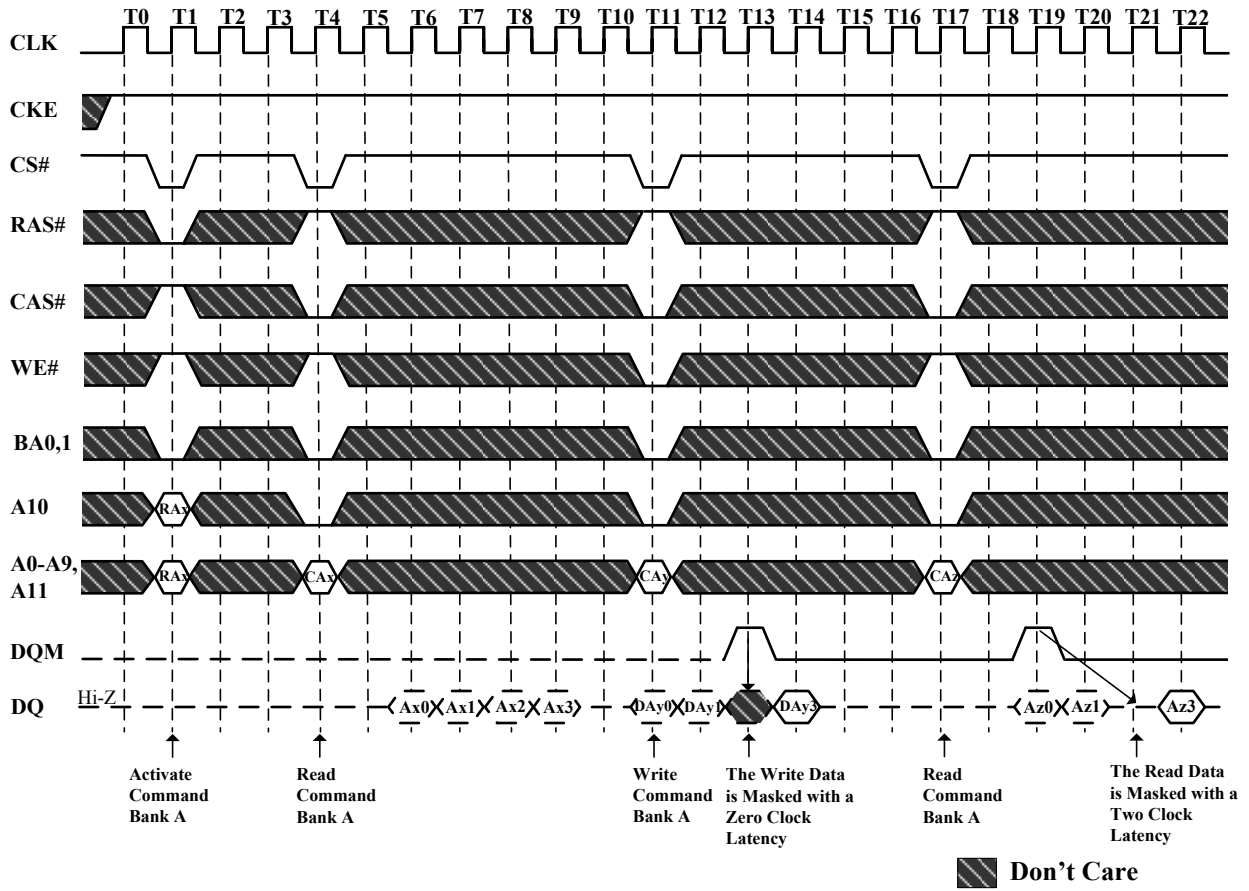 T0 T1 T2 T3 T4 T5 T6 T7 T8 T9 T10 T11 T12 T13 T14 T15 T16 T17 T18 T19 T20 T21 T22
CLK
CKE
CS#
RAS#
CAS#
WE#
BA0,1
A10
RAx
A0-A9,
A11
RAx CAx CAy CAz
DQM
DQ
Hi-Z
Ax0 Ax1 Ax2 Ax3 DAy0 DAy1 DAy3 Az0 Az1 Az3
Activate
Command
Bank A
Read
Command
Bank A
Write
Command
Bank A
The Write Data
is Masked with a
Zero Clock
Latency
Read
Command
Bank A
The Read Data
is Masked with a
Two Clock
Latency
Don't Care